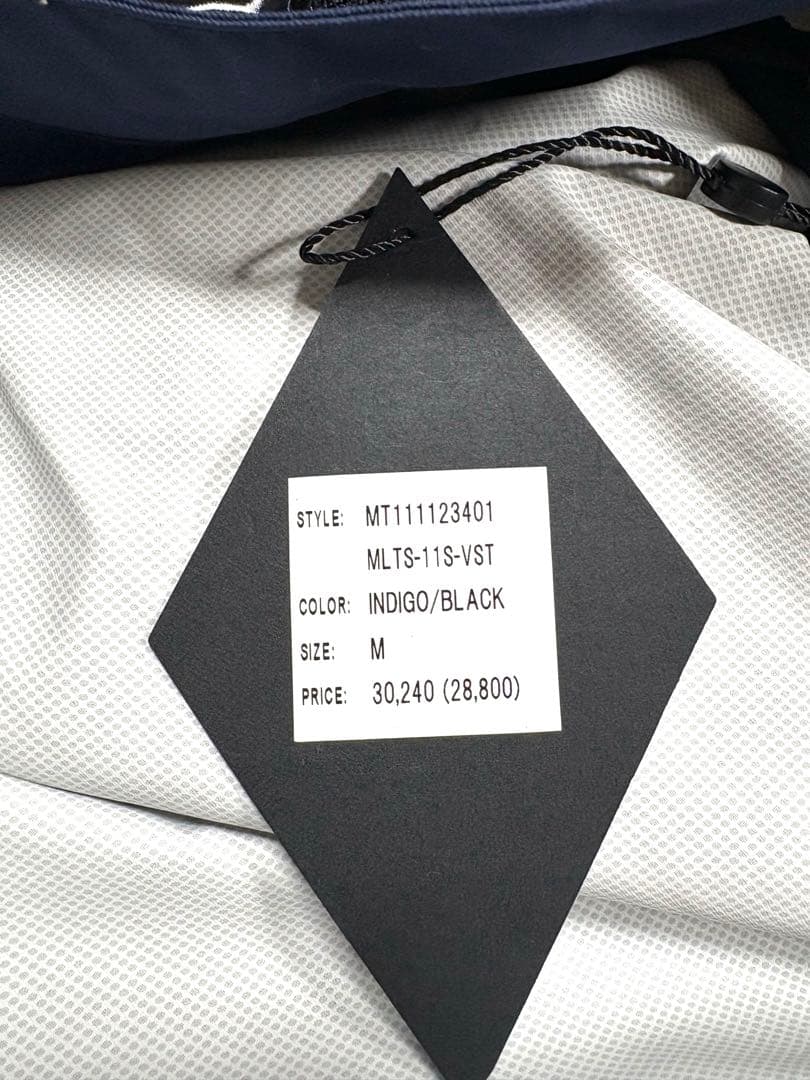 STYLE: MT111123401
MLTS-11S-VST
COLOR: INDIGO/BLACK
SIZE: M
PRICE: 30,240 (28,800)